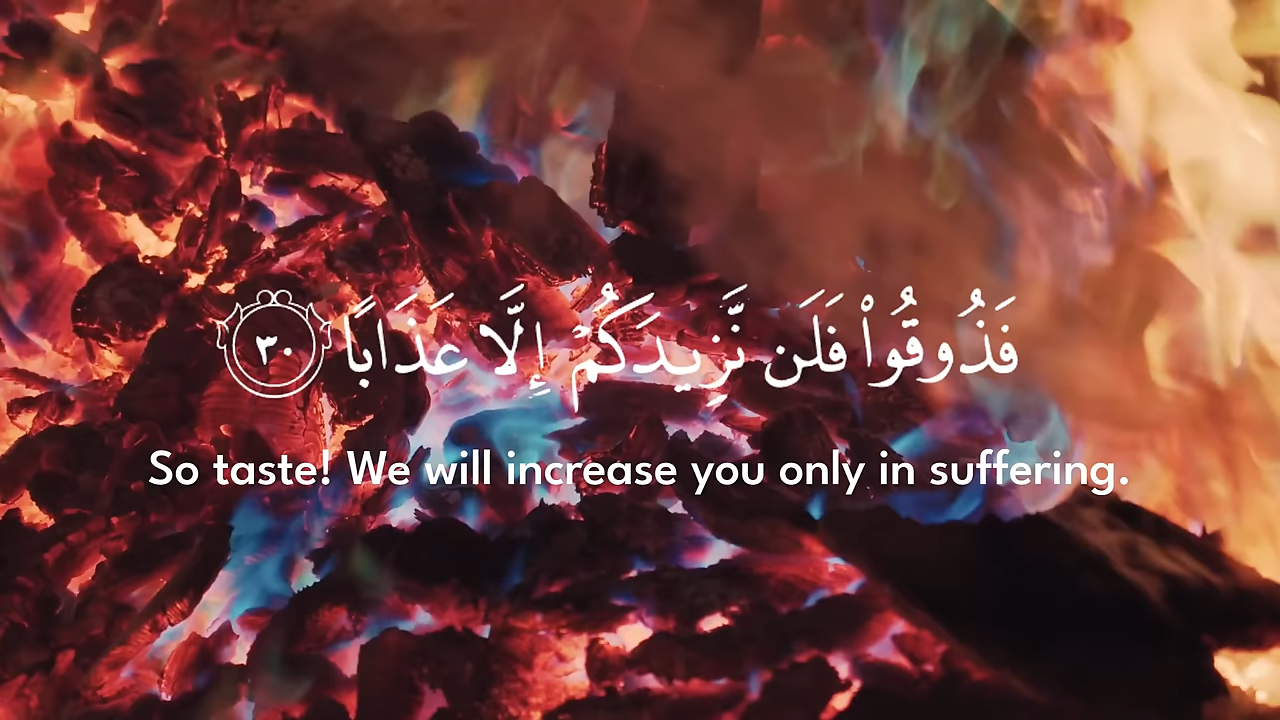 فَذُوقُوا۟ فَلَن نَّزِيدَكُمْ إِلَّا عَذَابًا ٣٠
So taste! We will increase you only in suffering.